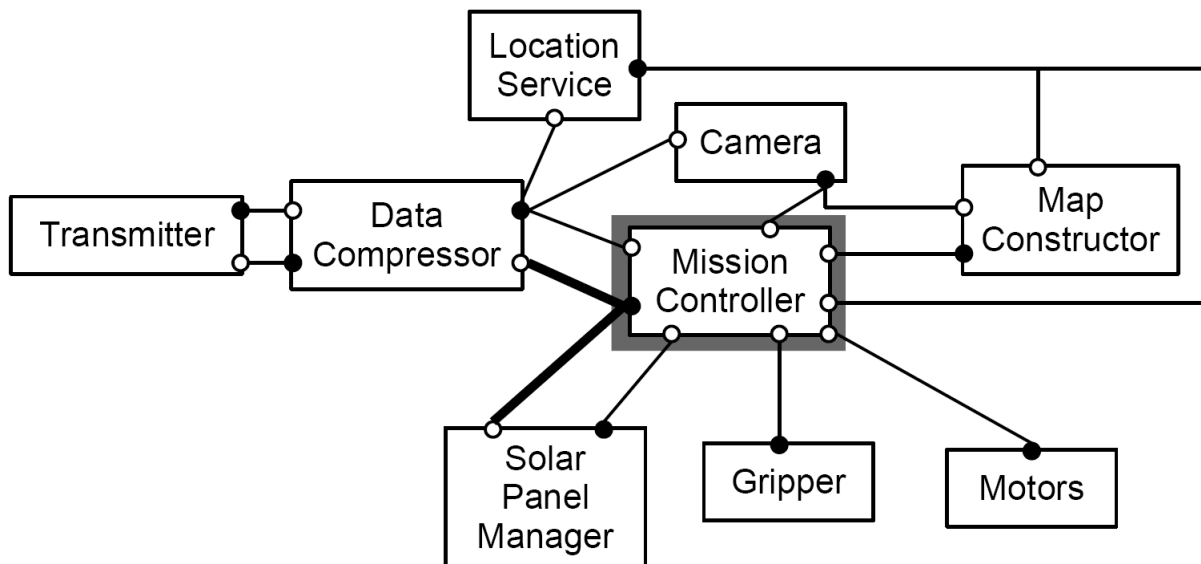 Location
Service
Camera
Transmitter
Data
Compressor
Mission
Controller
Map
Constructor
Solar
Panel
Manager
Gripper
Motors